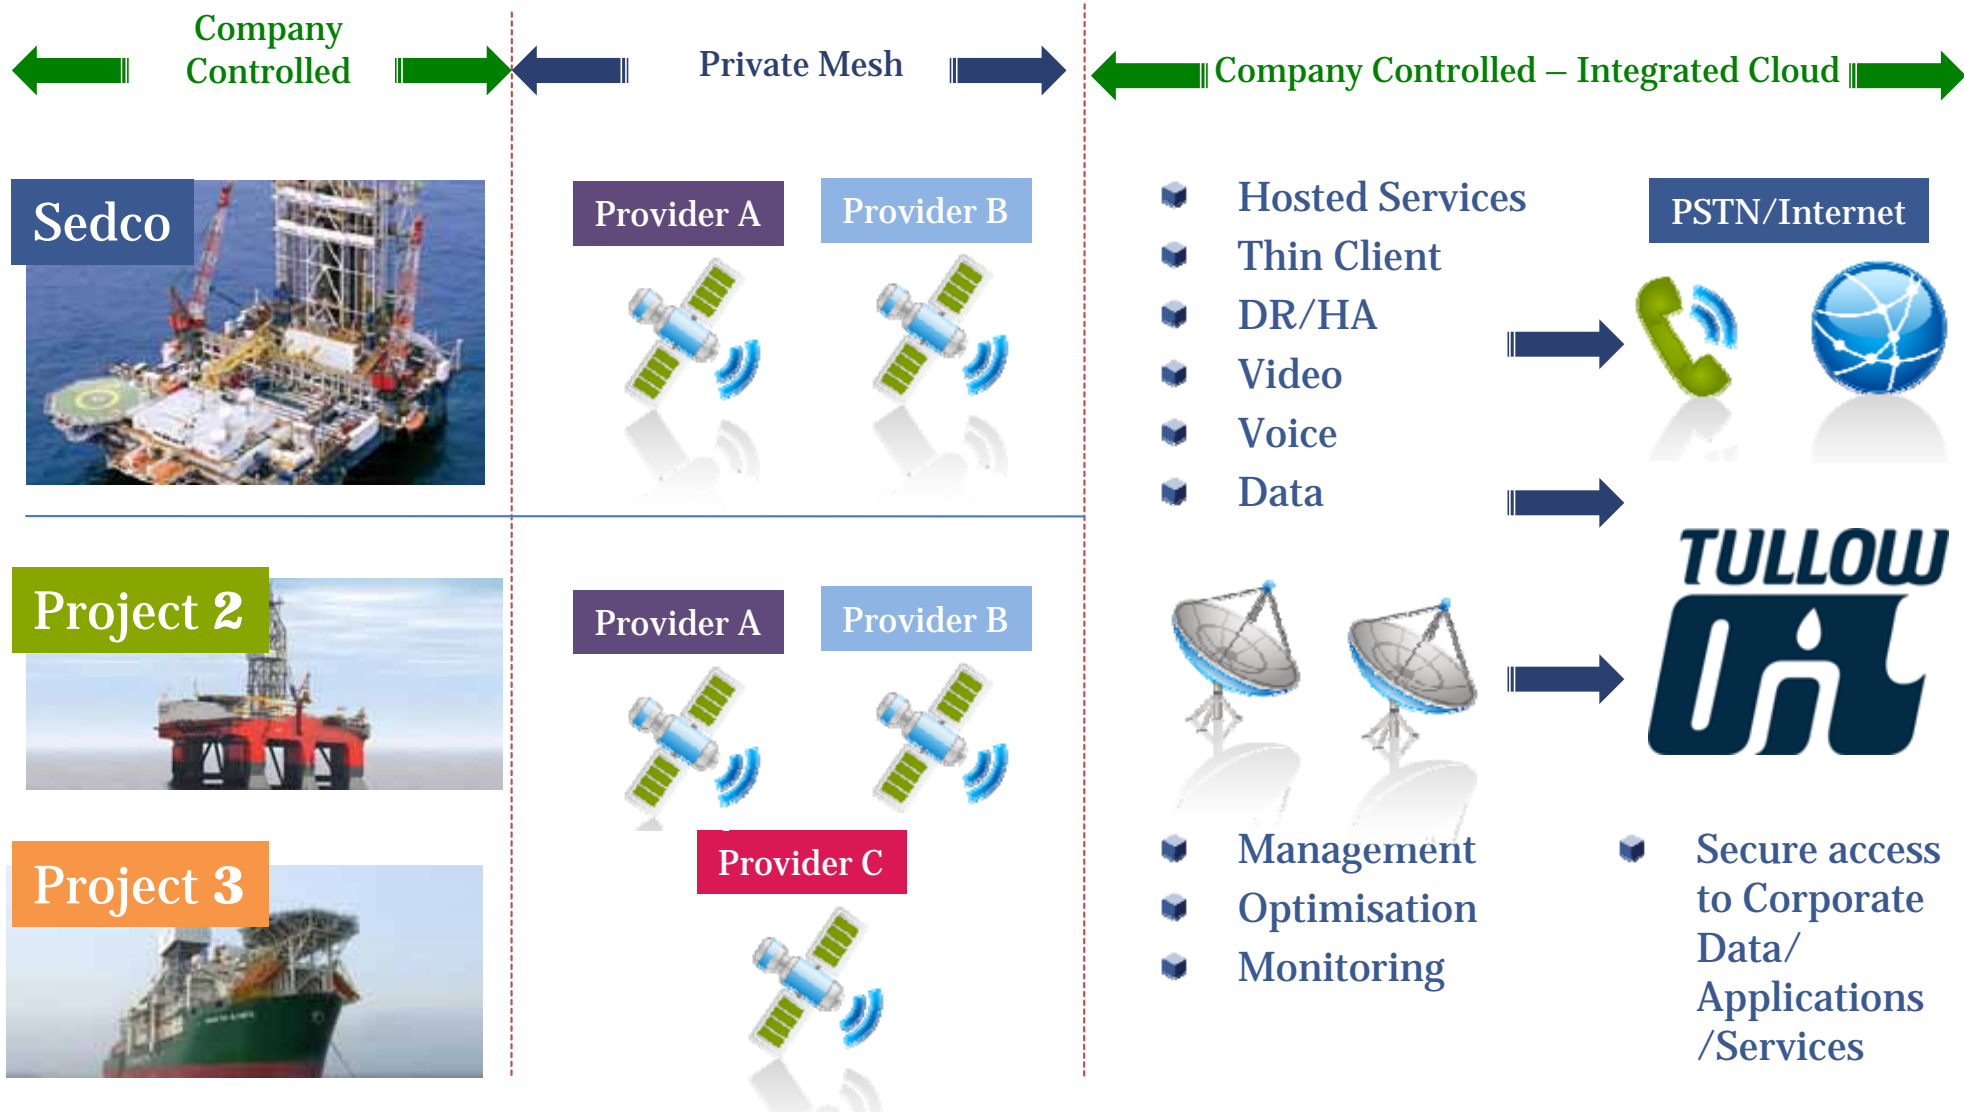 Company
Controlled
Private Mesh
Company Controlled – Integrated Cloud
Sedco
Provider A
Provider B
Hosted Services
Thin Client
DR/HA
Video
Voice
Data
PSTN/Internet
TULLOW
Oil
Project 2
Provider A
Provider B
Project 3
Provider C
Management
Optimisation
Monitoring
Secure access
to Corporate
Data/
Applications
/Services